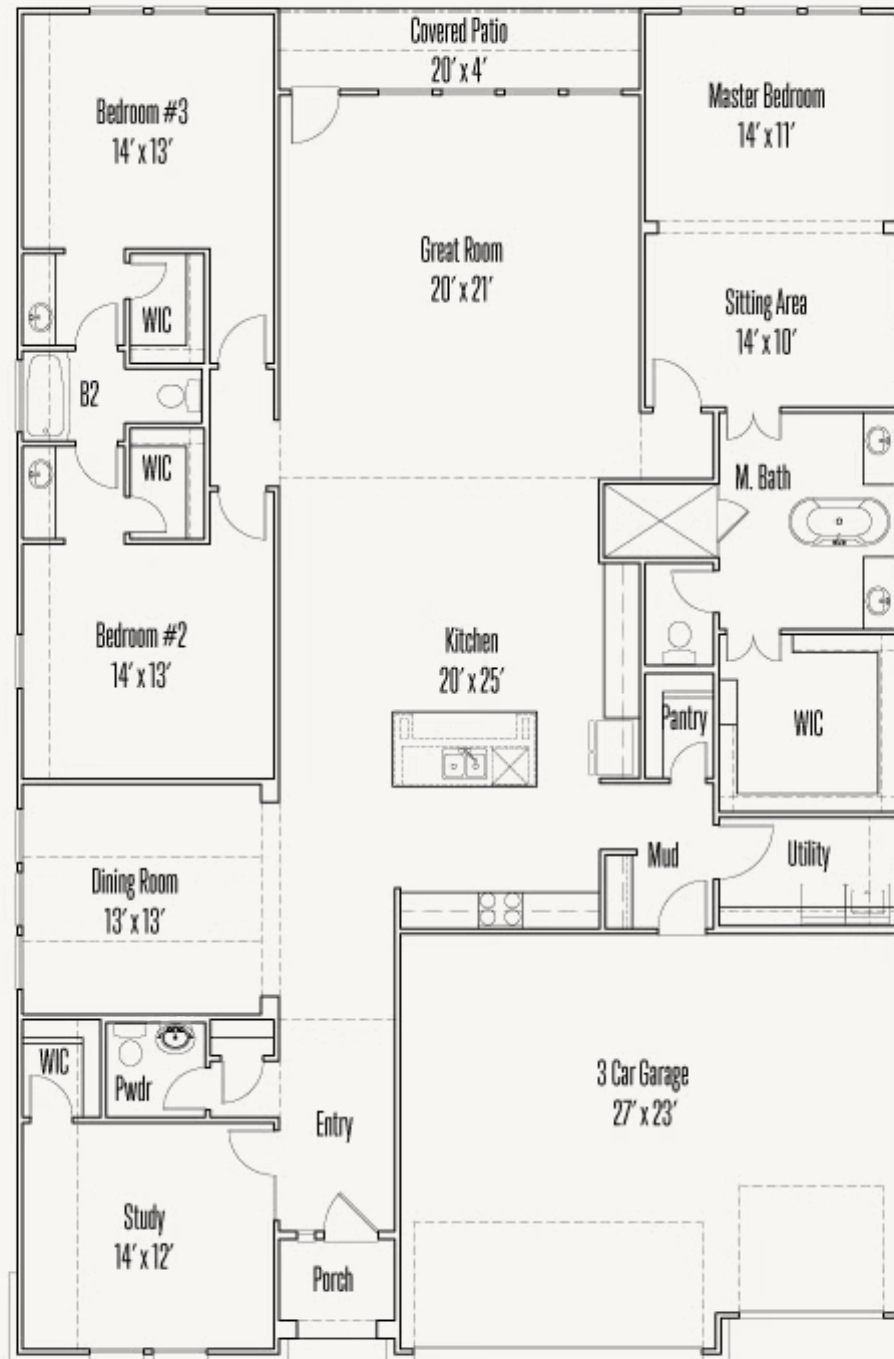 Covered Patio
20' x 4'
Bedroom #3
14' x 13'
Master Bedroom
14' x 11'
Great Room
20' x 21'
Sitting Area
14' x 10'
WIC
B2
WIC
M. Bath
Bedroom #2
14' x 13'
Kitchen
20' x 25'
Pantry
WIC
Dining Room
13' x 13'
Mud
Utility
WIC
Pwdr
3 Car Garage
27' x 23'
Entry
Study
14' x 12'
Porch